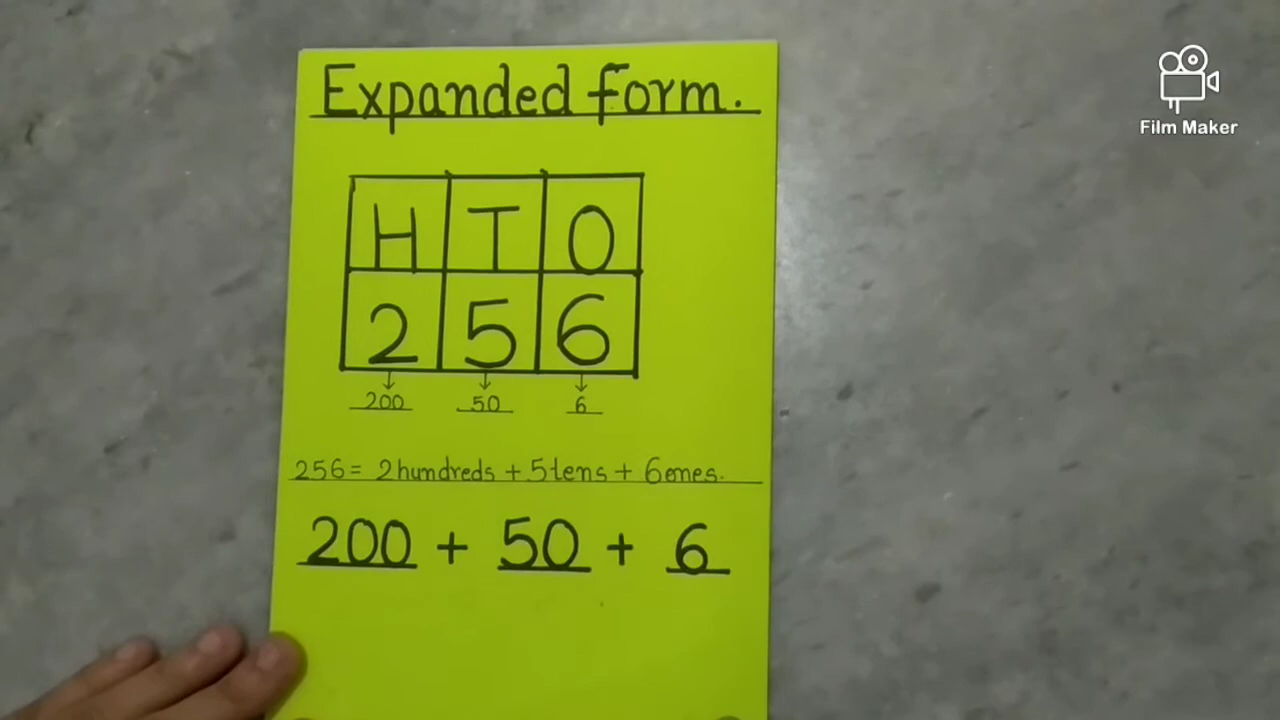 Expanded form.
H T O
2 5 6
200 50 6
256 = 2 hundreds + 5 tens + 6 ones.
200 + 50 + 6
Film Maker